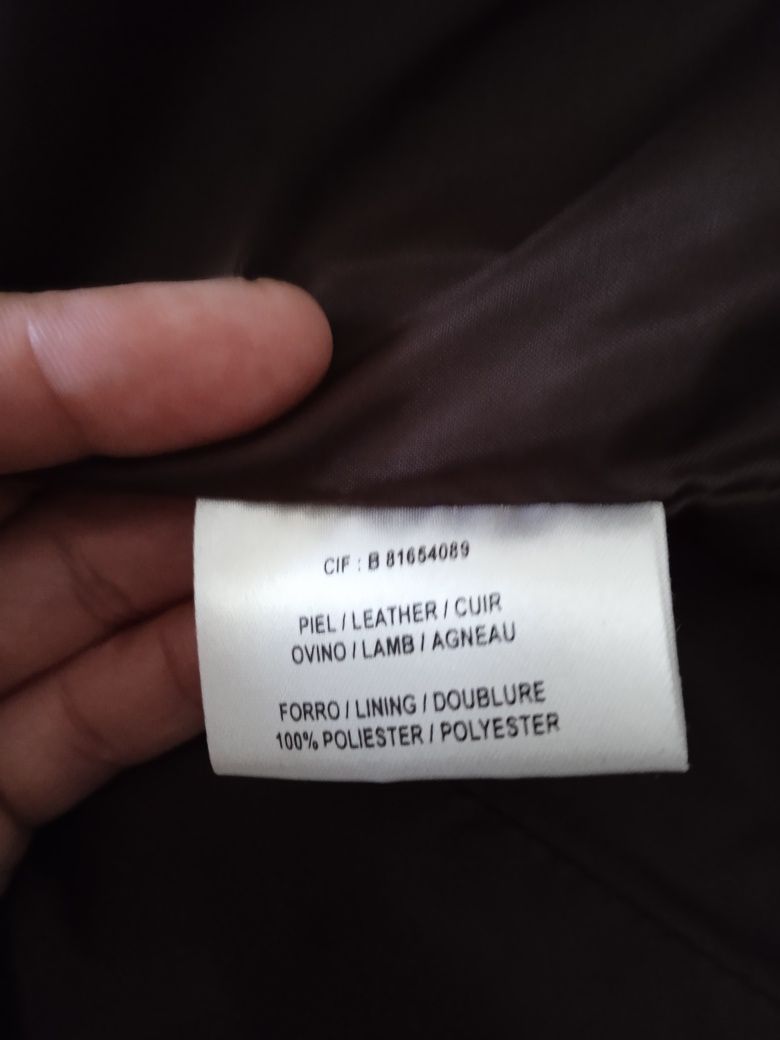 CIF : B 81654089
PIEL / LEATHER / CUIR
OVINO / LAMB / AGNEAU
FORRO / LINING / DOUBLURE
100% POLIESTER / POLYESTER